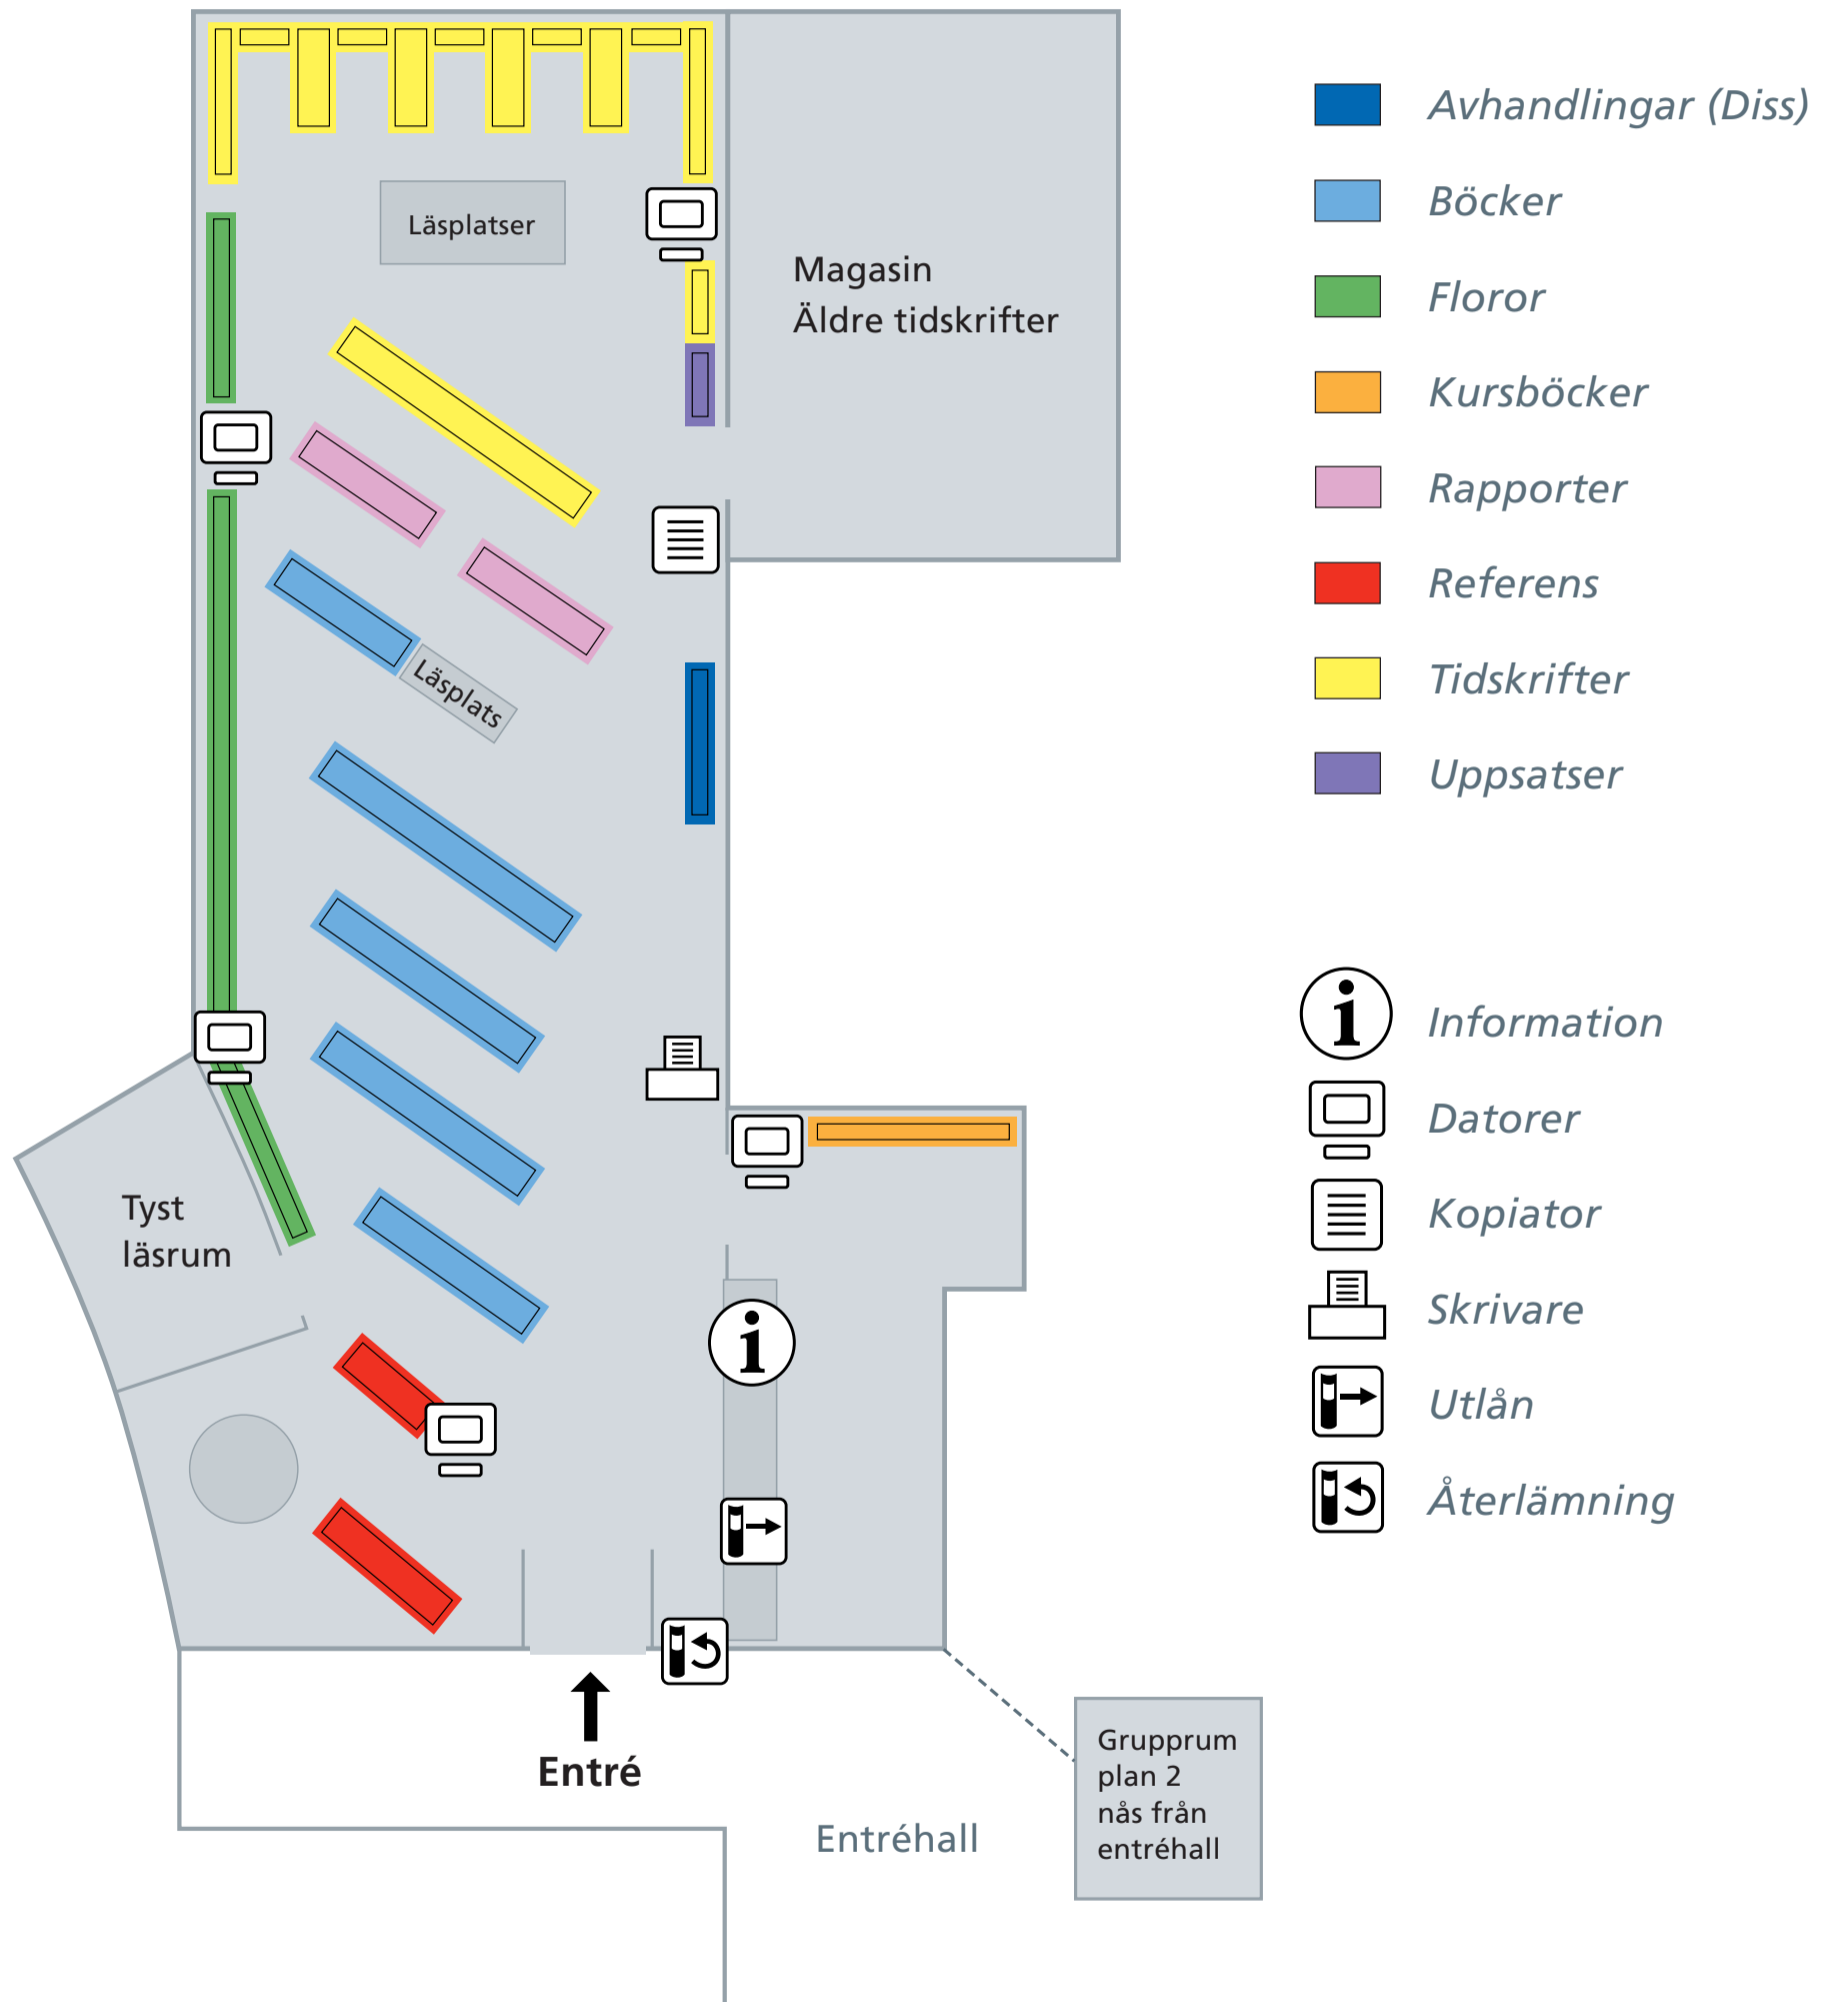 Läsplatser
Magasin
Äldre tidskrifter
Läsplats
Tyst
läsrum
Entré
Entréhall
Grupprum
plan 2
nås från
entréhall
Avhandlingar (Diss)
Böcker
Floror
Kursböcker
Rapporter
Referens
Tidskrifter
Uppsatser
Information
Datorer
Kopiator
Skrivare
Utlån
Återlämning